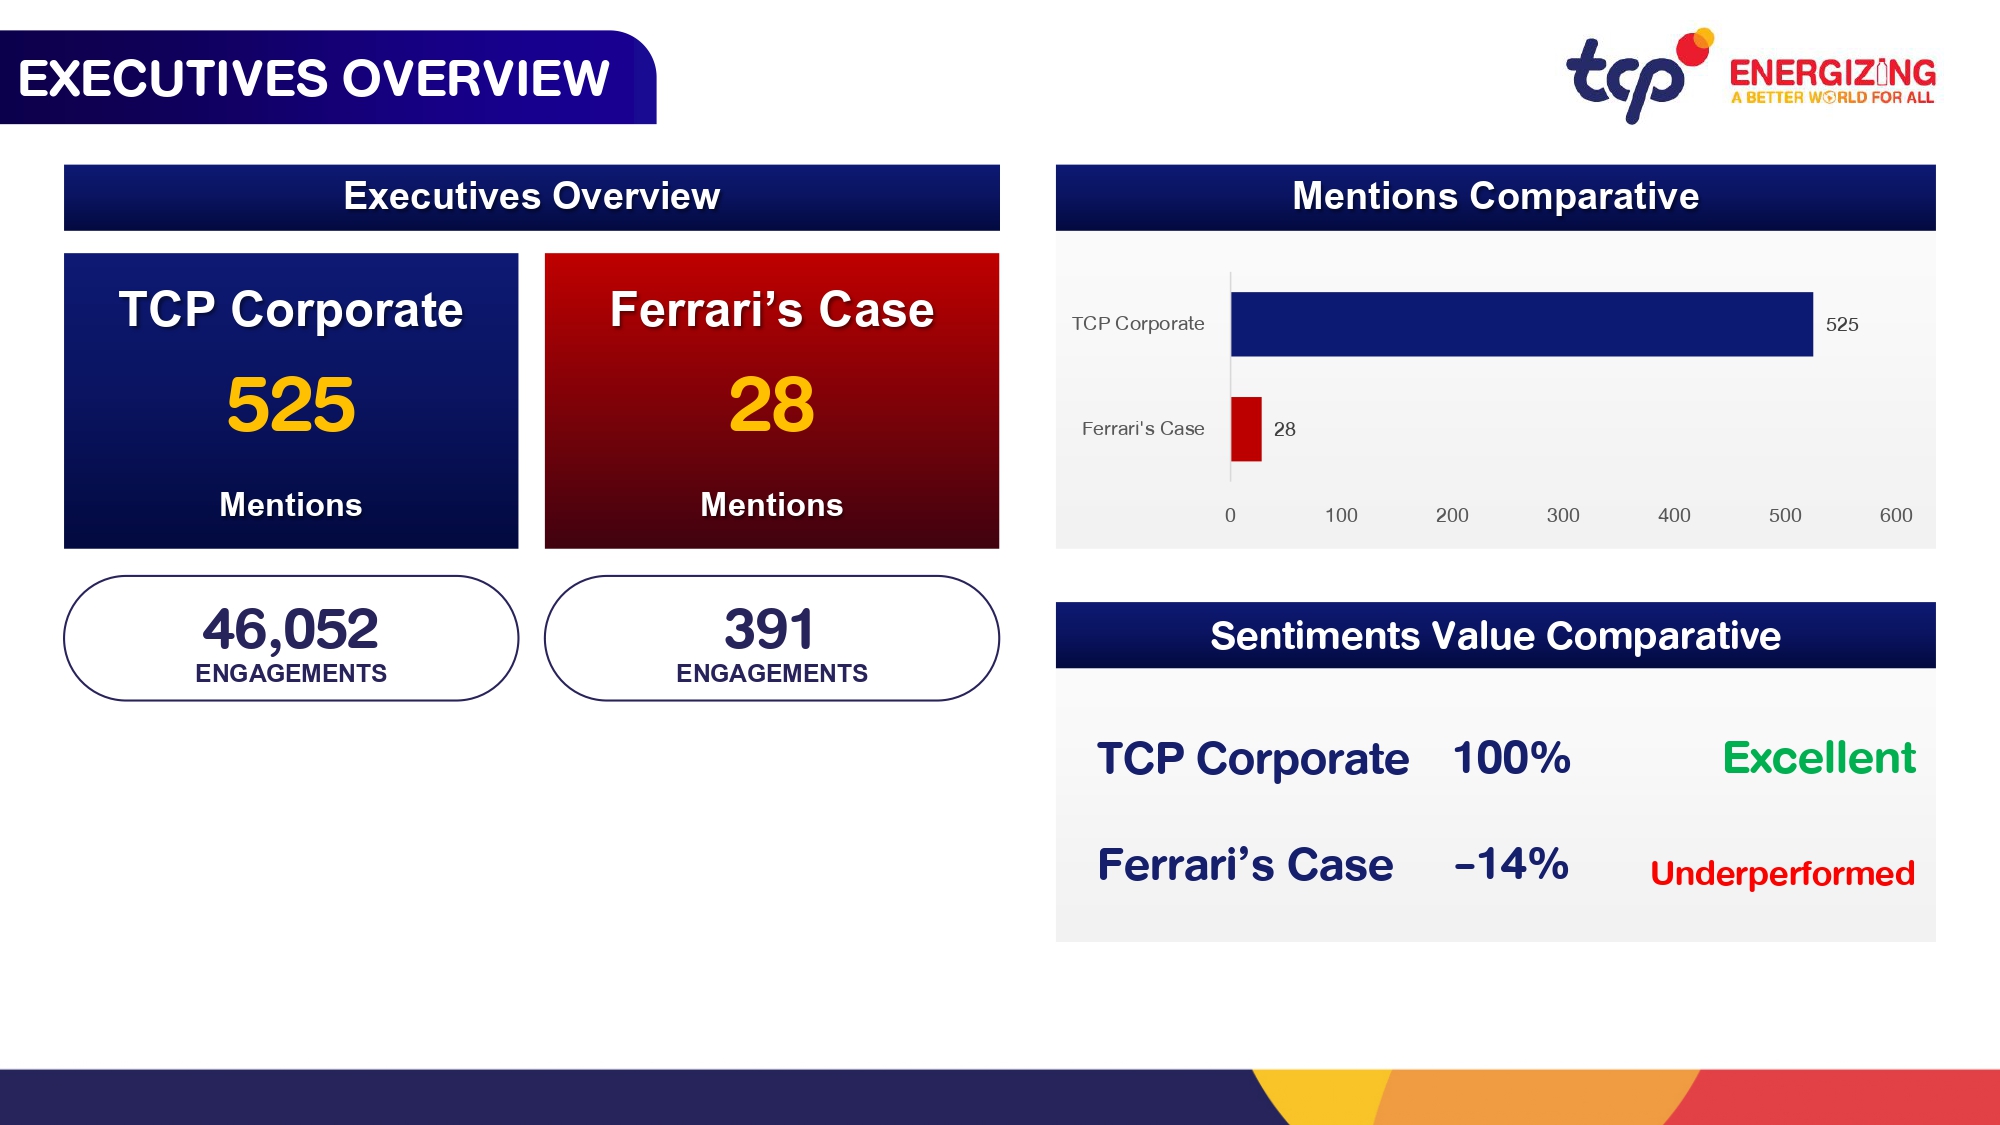 EXECUTIVES OVERVIEW
tcp
ENERGIZING
A BETTER WORLD FOR ALL
Executives Overview
TCP Corporate
525
Mentions
Ferrari’s Case
28
Mentions
46,052
ENGAGEMENTS
391
ENGAGEMENTS
Mentions Comparative
TCP Corporate 525
Ferrari's Case 28
0 100 200 300 400 500 600
Sentiments Value Comparative
TCP Corporate 100% Excellent
Ferrari’s Case -14% Underperformed